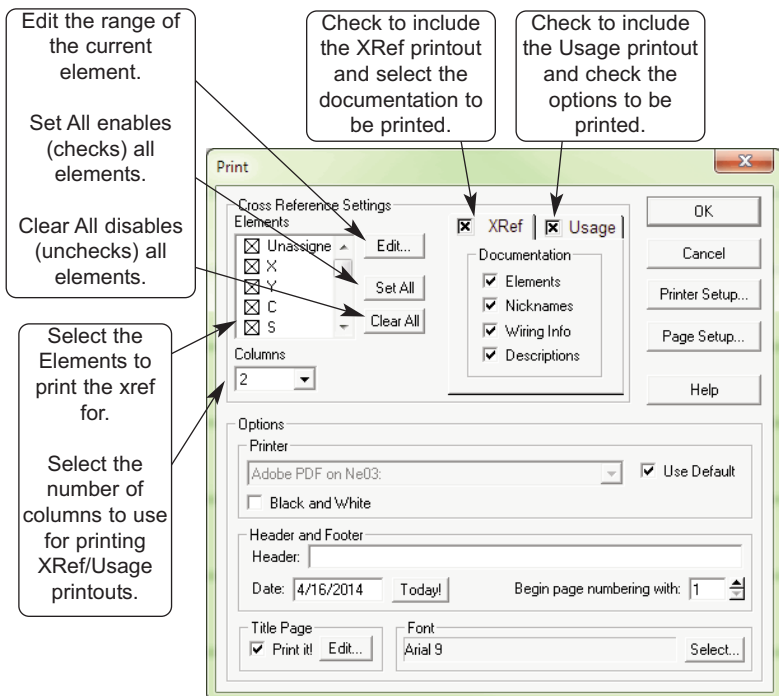 Edit the range of
the current
element.
Set All enables
(checks) all
elements.
Clear All disables
(unchecks) all
elements.
Check to include
the XRef printout
and select the
documentation to
be printed.
Check to include
the Usage printout
and check the
options to be
printed.
Select the
Elements to
print the xref
for.
Select the
number of
columns to use
for printing
XRef/Usage
printouts.
Print
Cross Reference Settings
Elements
Unassigne
X
Y
C
S
Edit...
Set All
Clear All
Columns
2
XRef
Usage
Documentation
Elements
Nicknames
Wiring Info
Descriptions
OK
Cancel
Printer Setup...
Page Setup...
Help
Options
Printer
Adobe PDF on Ne03:
Use Default
Black and White
Header and Footer
Header:
Date: 4/16/2014 Today! Begin page numbering with: 1
Title Page
Print it! Edit...
Font
Arial 9 Select...